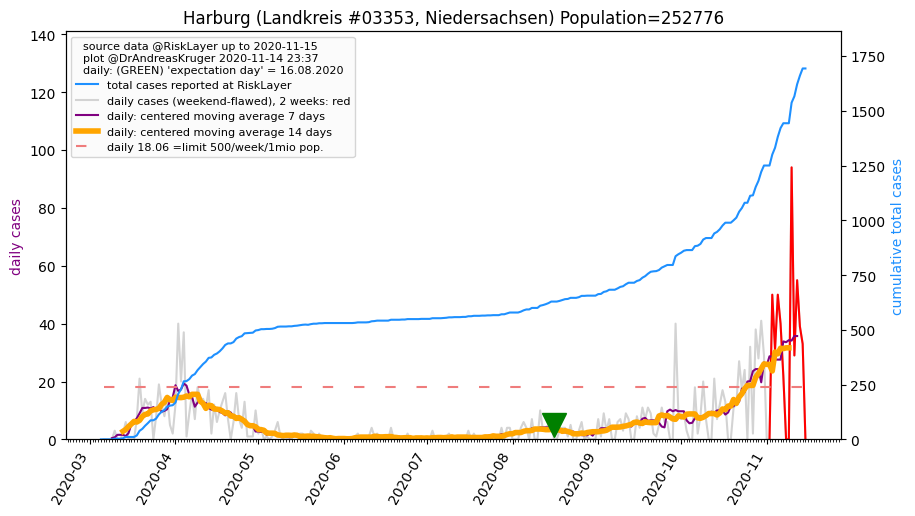 Harburg (Landkreis #03353, Niedersachsen) Population=252776
source data @RiskLayer up to 2020-11-15
plot @DrAndreasKruger 2020-11-14 23:37
daily: (GREEN) 'expectation day' = 16.08.2020
total cases reported at RiskLayer
daily cases (weekend-flawed), 2 weeks: red
daily: centered moving average 7 days
daily: centered moving average 14 days
daily 18.06 =limit 500/week/1mio pop.
daily cases
140
120
100
80
60
40
20
0
cumulative total cases
1750
1500
1250
1000
750
500
250
0
2020-03
2020-04
2020-05
2020-06
2020-07
2020-08
2020-09
2020-10
2020-11